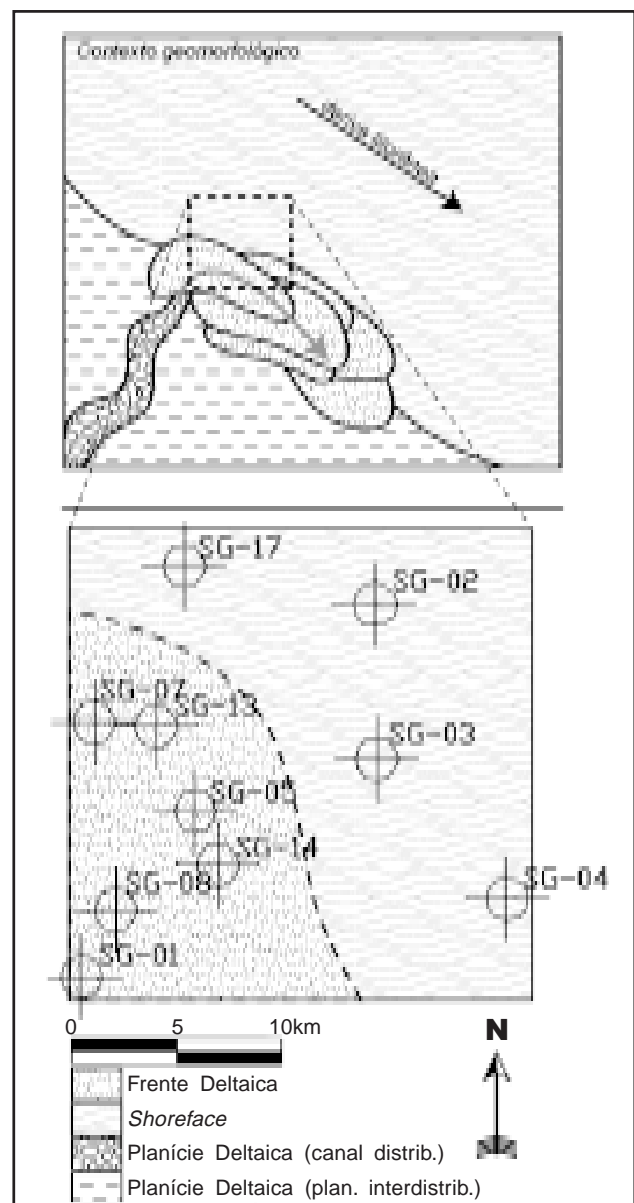 Contexto geomorfológico
SG-17
SG-02
SG-07
SG-13
SG-03
SG-05
SG-14
SG-08
SG-04
SG-01
0 5 10km
N
Frente Deltaica
Shoreface
Planície Deltaica (canal distrib.)
Planície Deltaica (plan. interdistrib.)